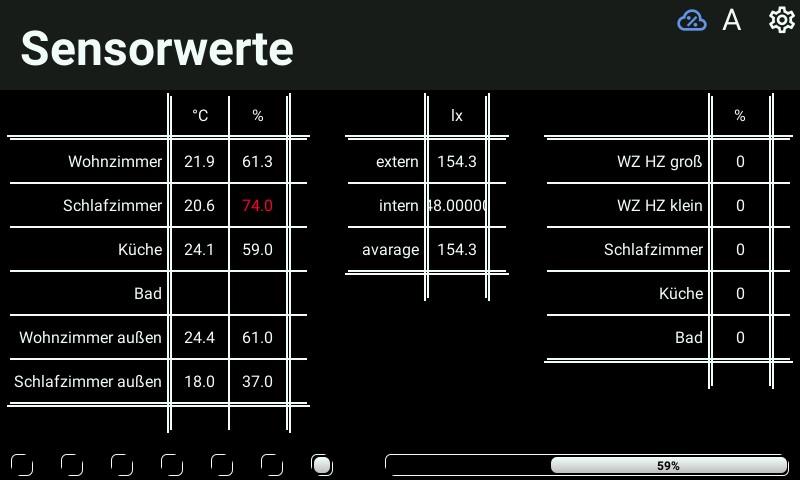 Sensorwerte A
°C %
Wohnzimmer 21.9 61.3
Schlafzimmer 20.6 74.0
Küche 24.1 59.0
Bad
Wohnzimmer außen 24.4 61.0
Schlafzimmer außen 18.0 37.0
lx
extern 154.3
intern 48.00000
avarage 154.3
%
WZ HZ groß 0
WZ HZ klein 0
Schlafzimmer 0
Küche 0
Bad 0
59%